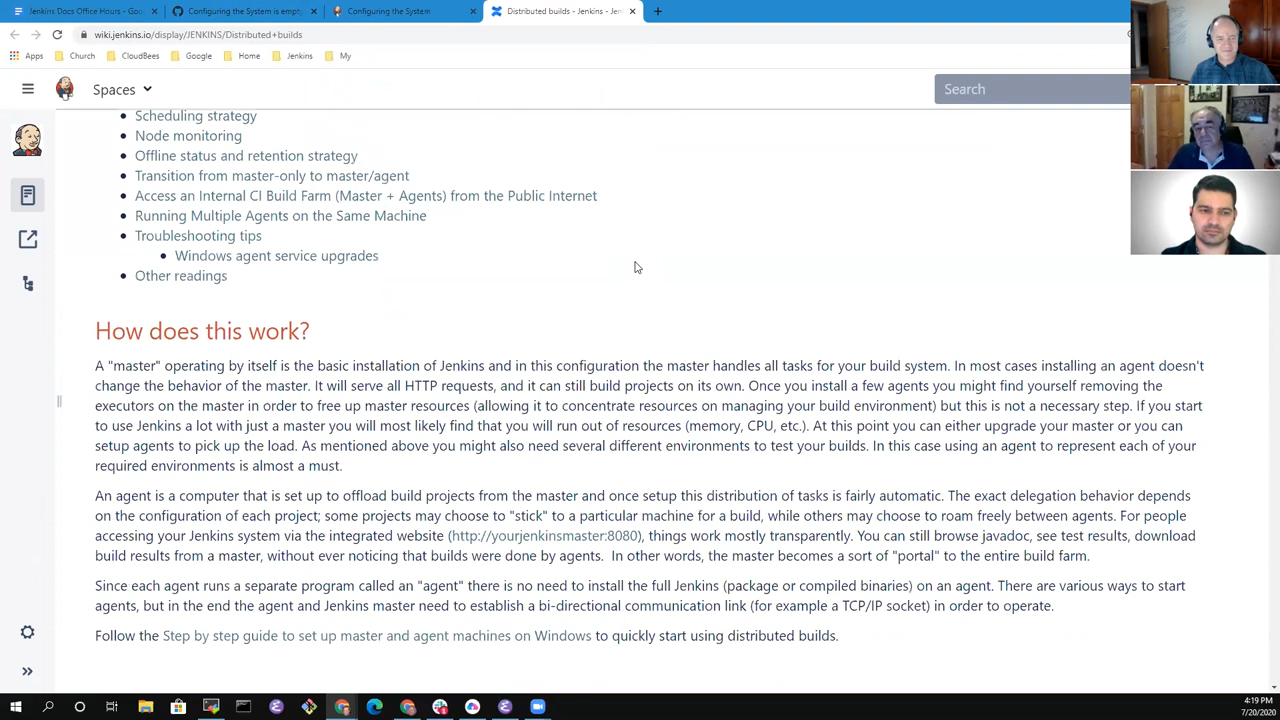 Jenkins Docs Office Hours - Goo
Configuring the System is empt
Configuring the System
Distributed builds - Jenkins - Jen
wiki.jenkins.io/display/JENKINS/Distributed+builds
Apps
Church
CloudBees
Google
Home
Jenkins
My
Spaces
Search
Scheduling strategy
Node monitoring
Offline status and retention strategy
Transition from master-only to master/agent
Access an Internal CI Build Farm (Master + Agents) from the Public Internet
Running Multiple Agents on the Same Machine
Troubleshooting tips
Windows agent service upgrades
Other readings
How does this work?
A "master" operating by itself is the basic installation of Jenkins and in this configuration the master handles all tasks for your build system. In most cases installing an agent doesn't
change the behavior of the master. It will serve all HTTP requests, and it can still build projects on its own. Once you install a few agents you might find yourself removing the
executors on the master in order to free up master resources (allowing it to concentrate resources on managing your build environment) but this is not a necessary step. If you start
to use Jenkins a lot with just a master you will most likely find that you will run out of resources (memory, CPU, etc.). At this point you can either upgrade your master or you can
setup agents to pick up the load. As mentioned above you might also need several different environments to test your builds. In this case using an agent to represent each of your
required environments is almost a must.
An agent is a computer that is set up to offload build projects from the master and once setup this distribution of tasks is fairly automatic. The exact delegation behavior depends
on the configuration of each project; some projects may choose to "stick" to a particular machine for a build, while others may choose to roam freely between agents. For people
accessing your Jenkins system via the integrated website (http://yourjenkinsmaster:8080), things work mostly transparently. You can still browse javadoc, see test results, download
build results from a master, without ever noticing that builds were done by agents. In other words, the master becomes a sort of "portal" to the entire build farm.
Since each agent runs a separate program called an "agent" there is no need to install the full Jenkins (package or compiled binaries) on an agent. There are various ways to start
agents, but in the end the agent and Jenkins master need to establish a bi-directional communication link (for example a TCP/IP socket) in order to operate.
Follow the Step by step guide to set up master and agent machines on Windows to quickly start using distributed builds.
4:19 PM
7/20/2020